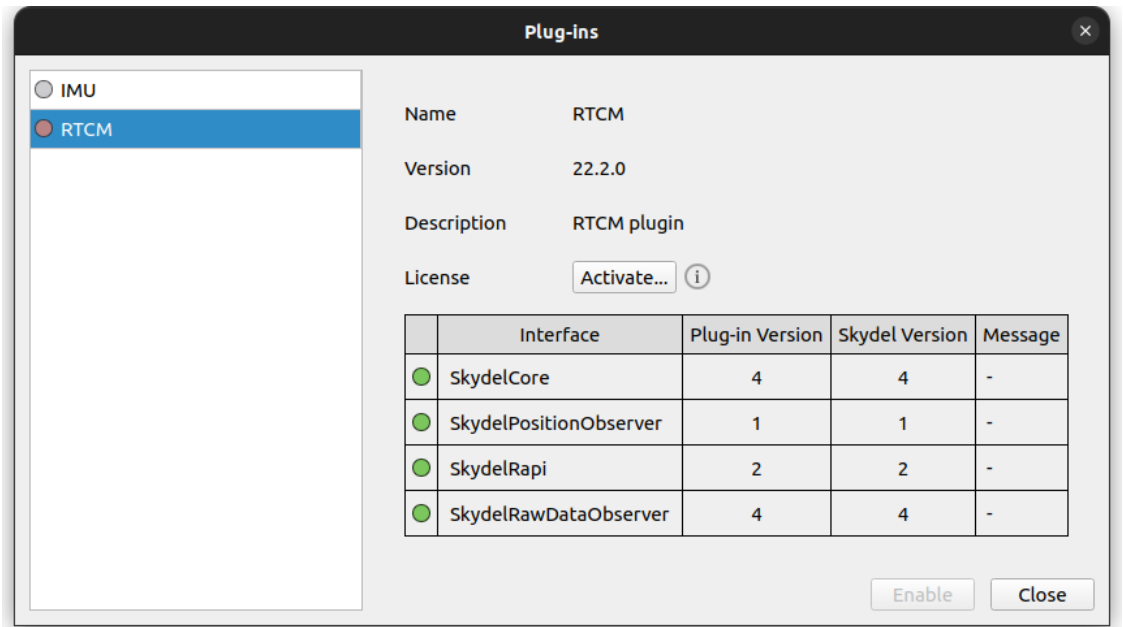 Plug-ins
IMU
RTCM
Name RTCM
Version 22.2.0
Description RTCM plugin
License Activate... i
Interface Plug-in Version Skydel Version Message
SkydelCore 4 4 -
SkydelPositionObserver 1 1 -
SkydelRapi 2 2 -
SkydelRawDataObserver 4 4 -
Enable Close